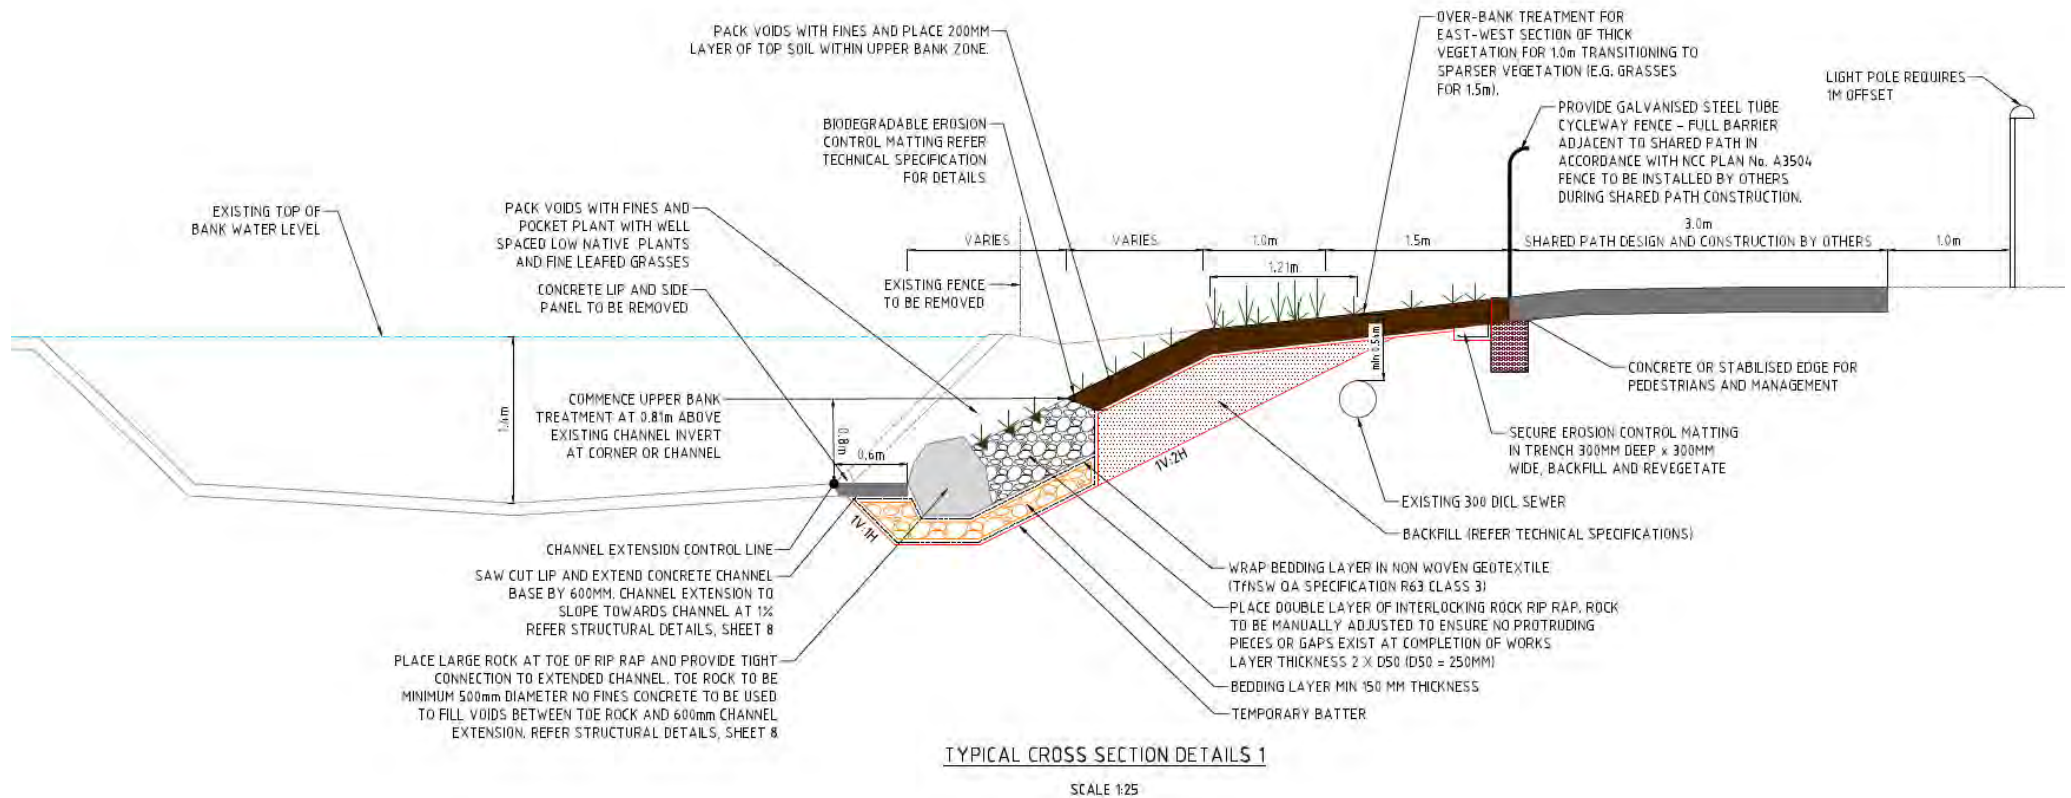 PACK VOIDS WITH FINES AND PLACE 200MM
LAYER OF TOP SOIL WITHIN UPPER BANK ZONE.
OVER-BANK TREATMENT FOR
EAST-WEST SECTION OF THICK
VEGETATION FOR 1.0m TRANSITIONING TO
SPARSER VEGETATION (E.G. GRASSES
FOR 1.5m).
LIGHT POLE REQUIRES
1M OFFSET
BIODEGRADABLE EROSION
CONTROL MATTING REFER
TECHNICAL SPECIFICATION
FOR DETAILS
PROVIDE GALVANISED STEEL TUBE
CYCLEWAY FENCE - FULL BARRIER
ADJACENT TO SHARED PATH IN
ACCORDANCE WITH NCC PLAN No. A3504
FENCE TO BE INSTALLED BY OTHERS
DURING SHARED PATH CONSTRUCTION.
EXISTING TOP OF
BANK WATER LEVEL
PACK VOIDS WITH FINES AND
POCKET PLANT WITH WELL
SPACED LOW NATIVE PLANTS
AND FINE LEAFED GRASSES
VARIES
VARIES
1.0m
1.5m
3.0m
SHARED PATH DESIGN AND CONSTRUCTION BY OTHERS
1.0m
1.21m
EXISTING FENCE
TO BE REMOVED
CONCRETE LIP AND SIDE
PANEL TO BE REMOVED
min 0.5m
1.4m
COMMENCE UPPER BANK
TREATMENT AT 0.81m ABOVE
EXISTING CHANNEL INVERT
AT CORNER OR CHANNEL
0.81m
0.6m
CONCRETE OR STABILISED EDGE FOR
PEDESTRIANS AND MANAGEMENT
SECURE EROSION CONTROL MATTING
IN TRENCH 300MM DEEP x 300MM
WIDE, BACKFILL AND REVEGETATE
1V:2H
1V:1H
EXISTING 300 DICL SEWER
BACKFILL (REFER TECHNICAL SPECIFICATIONS)
CHANNEL EXTENSION CONTROL LINE
SAW CUT LIP AND EXTEND CONCRETE CHANNEL
BASE BY 600MM. CHANNEL EXTENSION TO
SLOPE TOWARDS CHANNEL AT 1%
REFER STRUCTURAL DETAILS, SHEET 8
WRAP BEDDING LAYER IN NON WOVEN GEOTEXTILE
(TfNSW QA SPECIFICATION R63 CLASS 3)
PLACE DOUBLE LAYER OF INTERLOCKING ROCK RIP RAP. ROCK
TO BE MANUALLY ADJUSTED TO ENSURE NO PROTRUDING
PIECES OR GAPS EXIST AT COMPLETION OF WORKS
LAYER THICKNESS 2 X D50 (D50 = 250MM)
PLACE LARGE ROCK AT TOE OF RIP RAP AND PROVIDE TIGHT
CONNECTION TO EXTENDED CHANNEL. TOE ROCK TO BE
MINIMUM 500mm DIAMETER NO FINES CONCRETE TO BE USED
TO FILL VOIDS BETWEEN TOE ROCK AND 600mm CHANNEL
EXTENSION. REFER STRUCTURAL DETAILS, SHEET 8
BEDDING LAYER MIN 150 MM THICKNESS
TEMPORARY BATTER
TYPICAL CROSS SECTION DETAILS 1
SCALE 1:25